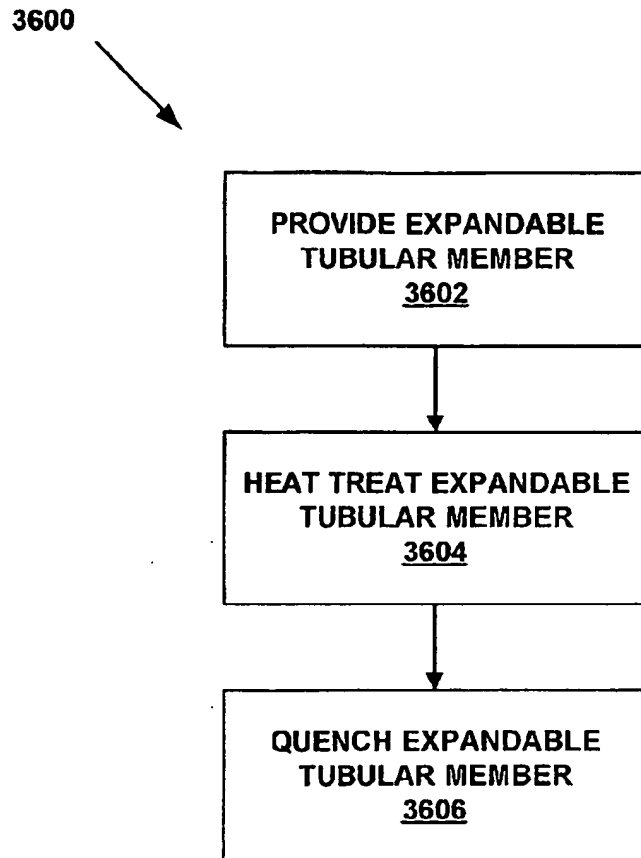 3600
PROVIDE EXPANDABLE
TUBULAR MEMBER
3602
HEAT TREAT EXPANDABLE
TUBULAR MEMBER
3604
QUENCH EXPANDABLE
TUBULAR MEMBER
3606